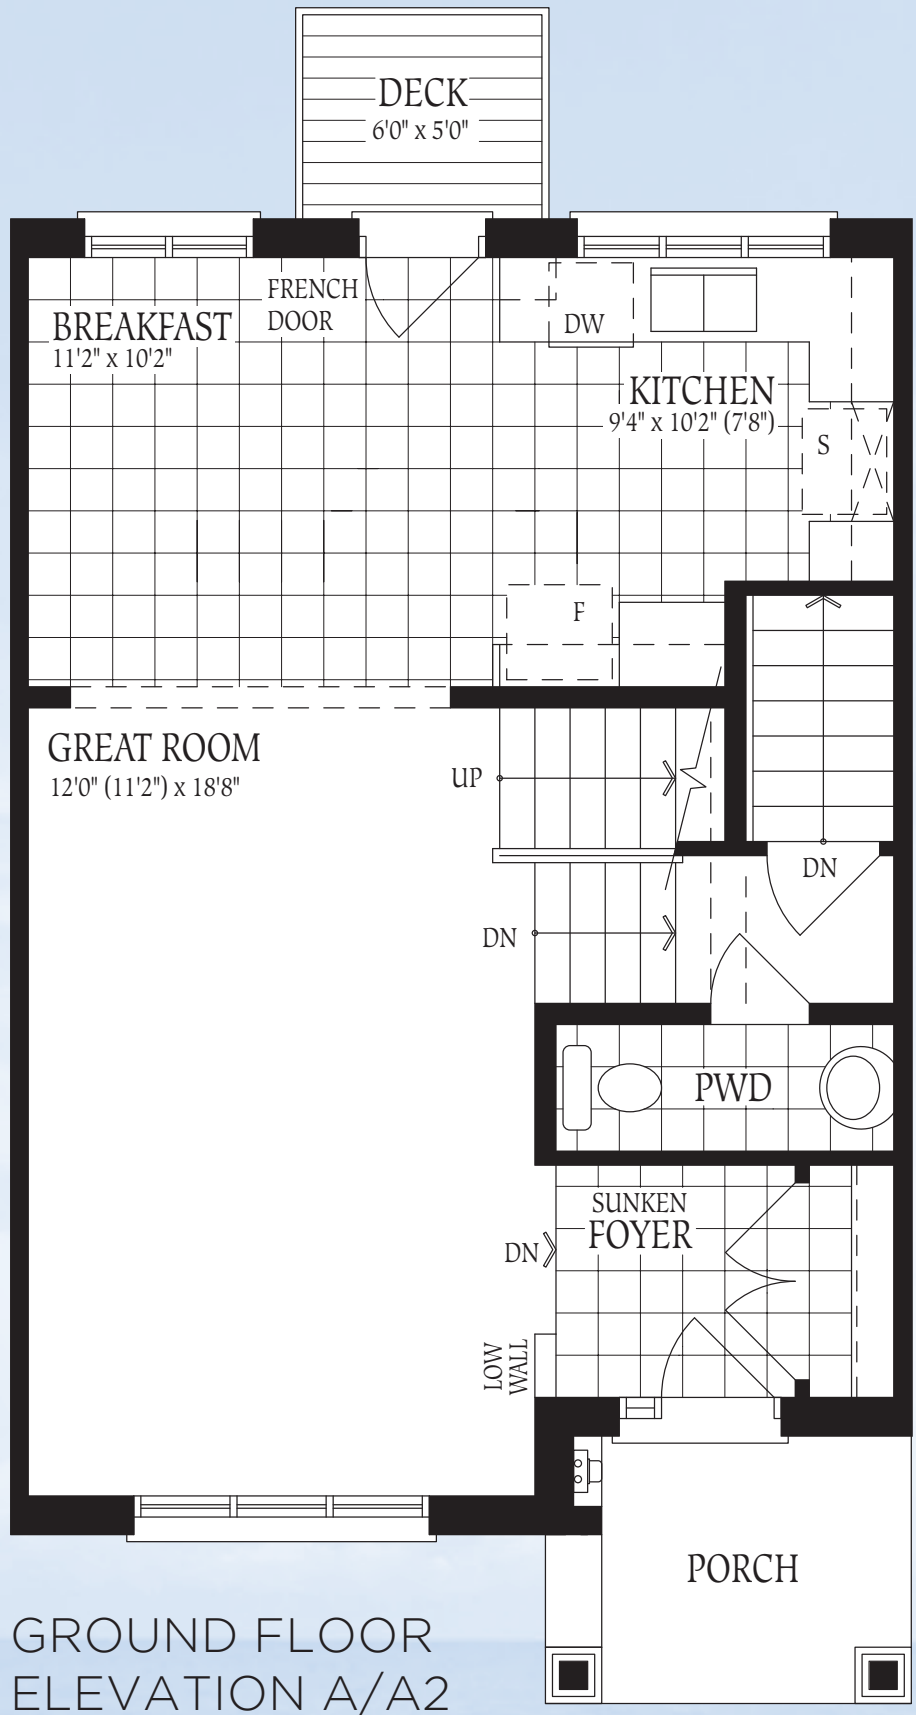 DECK
6'0" x 5'0"
FRENCH
DOOR
BREAKFAST
11'2" x 10'2"
DW
KITCHEN
9'4" x 10'2" (7'8")
S
F
GREAT ROOM
12'0" (11'2") x 18'8"
UP
DN
DN
PWD
SUNKEN
FOYER
DN
LOW
WALL
PORCH
GROUND FLOOR
ELEVATION A/A2